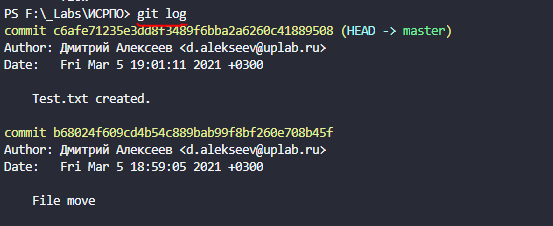 PS F:\_Labs\ИСРПО> git log
commit c6afe71235e3dd8f3489f6bba2a6260c41889508 (HEAD -> master)
Author: Дмитрий Алексеев <d.alekseev@uplab.ru>
Date:   Fri Mar 5 19:01:11 2021 +0300
    Test.txt created.
commit b68024f609cd4b54c889bab99f8bf260e708b45f
Author: Дмитрий Алексеев <d.alekseev@uplab.ru>
Date:   Fri Mar 5 18:59:05 2021 +0300
    File move